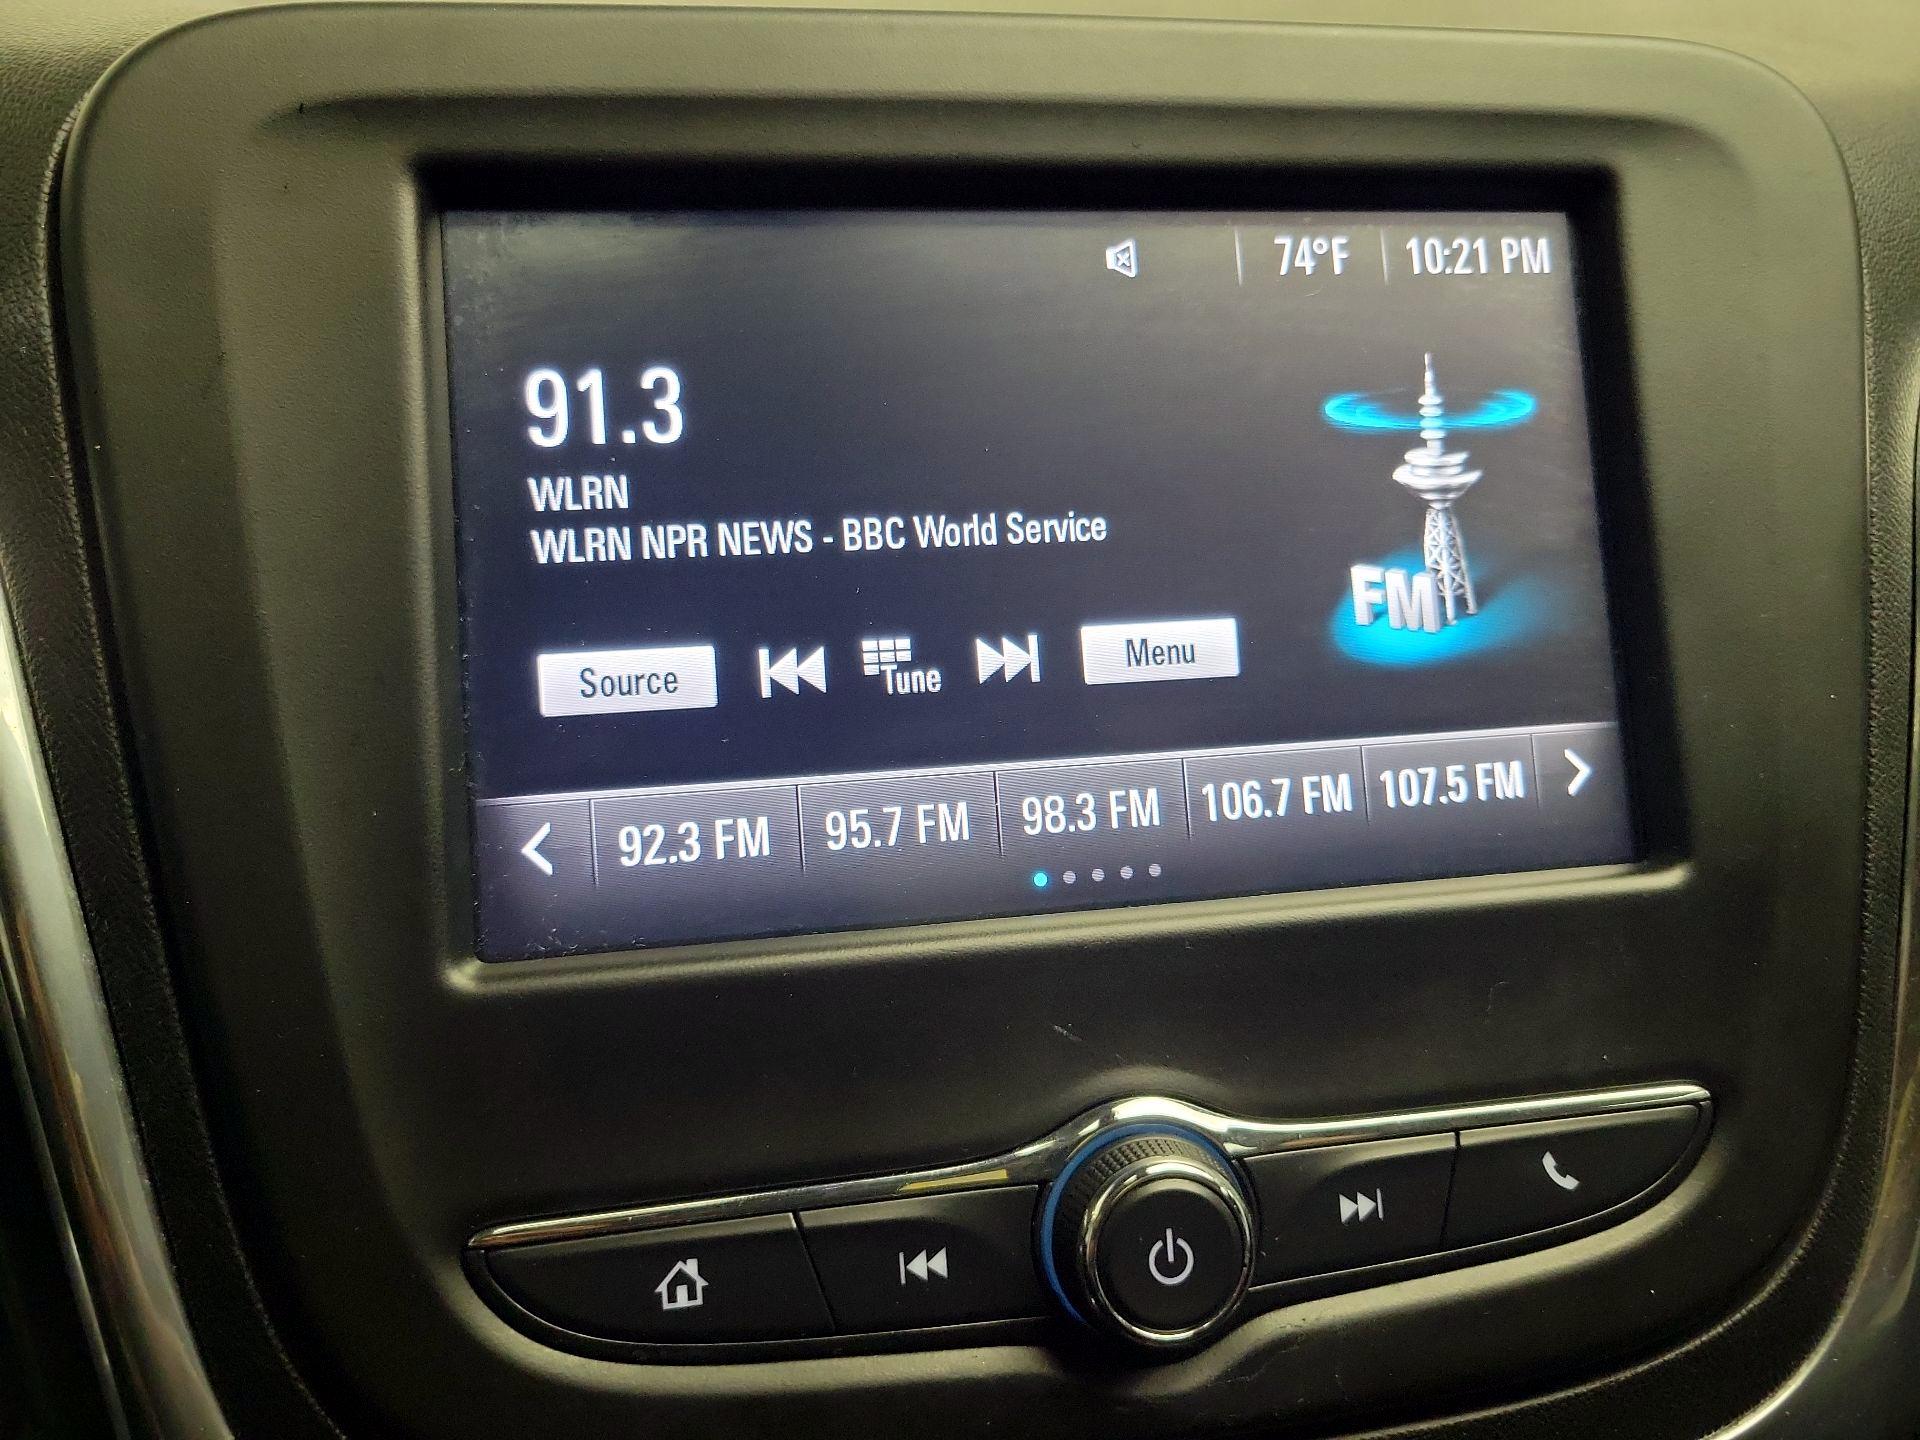 74°F 10:21 PM
91.3
WLRN
WLRN NPR NEWS - BBC World Service
FM
Source Tune Menu
92.3 FM 95.7 FM 98.3 FM 106.7 FM 107.5 FM